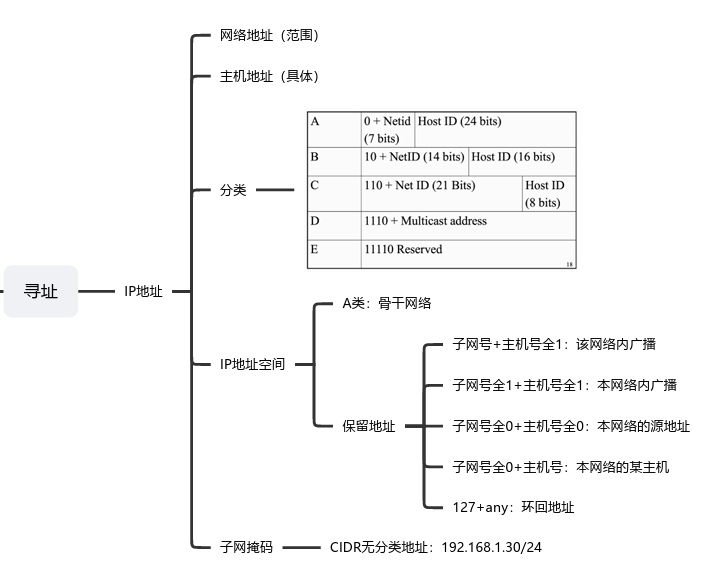 网络地址（范围）
主机地址（具体）
A 0 + Netid Host ID (24 bits)
(7 bits)
B 10 + NetID (14 bits) Host ID (16 bits)
C 110 + Net ID (21 Bits) Host ID
(8 bits)
D 1110 + Multicast address
E 11110 Reserved
18
分类
寻址
IP地址
A类：骨干网络
子网号+主机号全1：该网络内广播
IP地址空间
子网号全1+主机号全1：本网络内广播
保留地址
子网号全0+主机号全0：本网络的源地址
子网号全0+主机号：本网络的某主机
127+any：环回地址
子网掩码
CIDR无分类地址：192.168.1.30/24